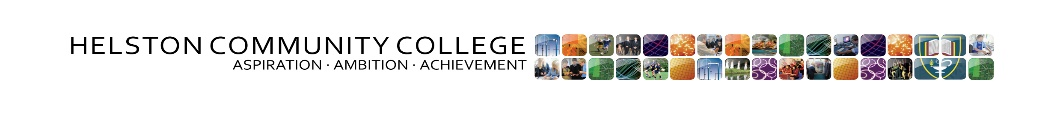 HELSTON COMMUNITY COLLEGE
ASPIRATION · AMBITION · ACHIEVEMENT